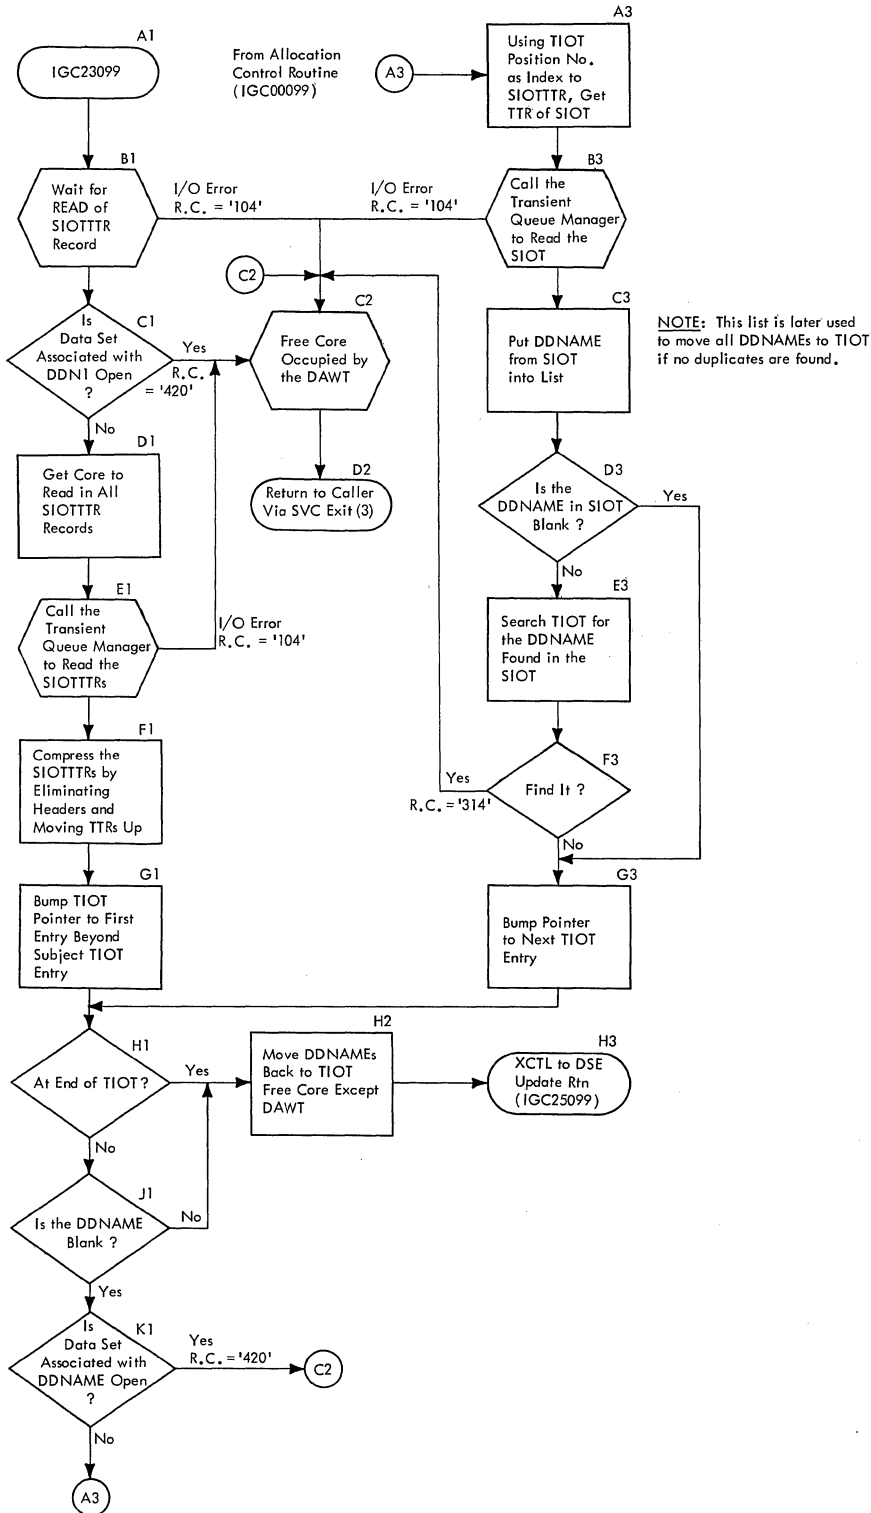 A1
IGC23099
From Allocation
Control Routine
(IGC00099)
A3
A3
Using TIOT
Position No.
as Index to
SIOTTTR, Get
TTR of SIOT
B1
Wait for
READ of
SIOTTTR
Record
I/O Error
R.C. = '104'
I/O Error
R.C. = '104'
B3
Call the
Transient
Queue Manager
to Read the
SIOT
C2
C1
Is
Data Set
Associated with
DDN1 Open
?
Yes
R.C.
= '420'
No
C2
Free Core
Occupied by
the DAWT
C3
Put DDNAME
from SIOT
into List
NOTE: This list is later used
to move all DDNAMEs to TIOT
if no duplicates are found.
D1
Get Core to
Read in All
SIOTTTR
Records
D2
Return to Caller
Via SVC Exit (3)
D3
Is the
DDNAME in SIOT
Blank ?
Yes
No
E1
Call the
Transient
Queue Manager
to Read the
SIOTTTRs
I/O Error
R.C. = '104'
E3
Search TIOT for
the DDNAME
Found in the
SIOT
F1
Compress the
SIOTTTRs by
Eliminating
Headers and
Moving TTRs Up
F3
Find It ?
Yes
R.C. = '314'
No
G1
Bump TIOT
Pointer to First
Entry Beyond
Subject TIOT
Entry
G3
Bump Pointer
to Next TIOT
Entry
H1
At End of TIOT?
Yes
No
H2
Move DDNAMEs
Back to TIOT
Free Core Except
DAWT
H3
XCTL to DSE
Update Rtn
(IGC25099)
J1
Is the DDNAME
Blank ?
No
Yes
K1
Is
Data Set
Associated with
DDNAME Open
?
Yes
R.C. = '420'
C2
No
A3